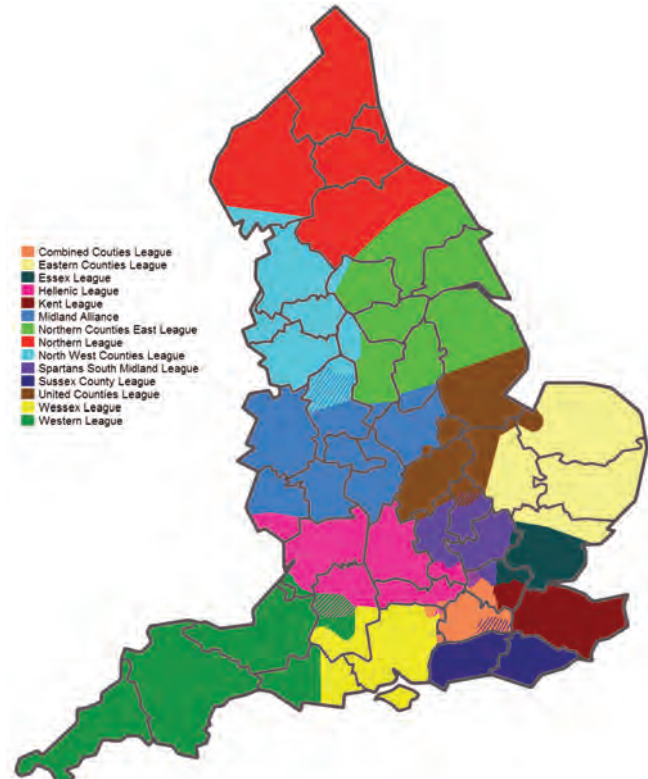 Combined Couties League
Eastern Counties League
Essex League
Hellenic League
Kent League
Midland Alliance
Northern Counties East League
Northern League
North West Counties League
Spartans South Midland League
Sussex County League
United Counties League
Wessex League
Western League